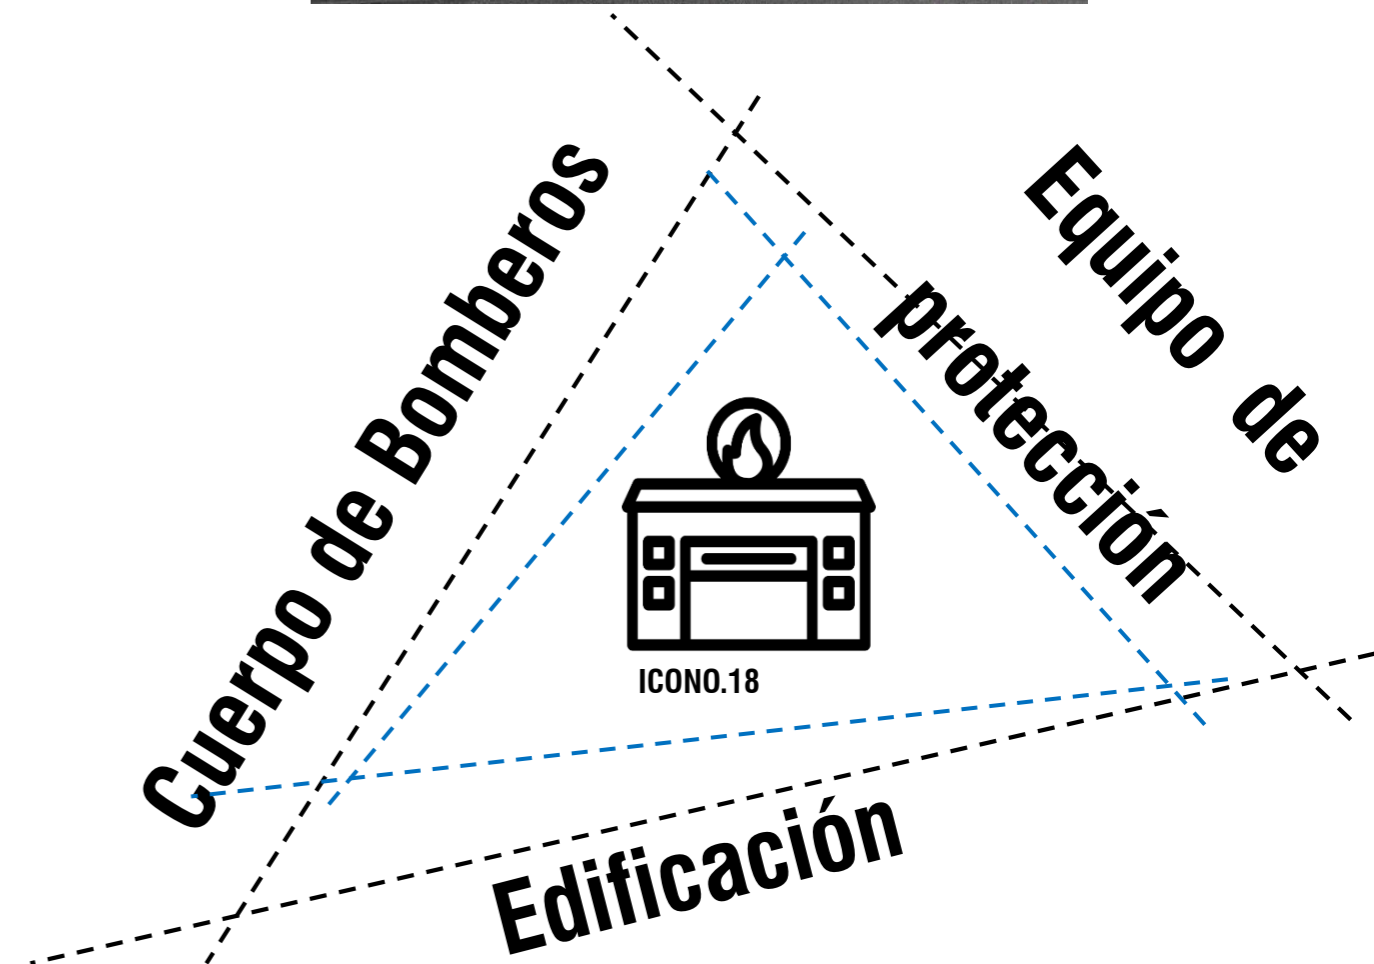 Cuerpo de Bomberos
Equipo de
protección
ICONO.18
Edificación